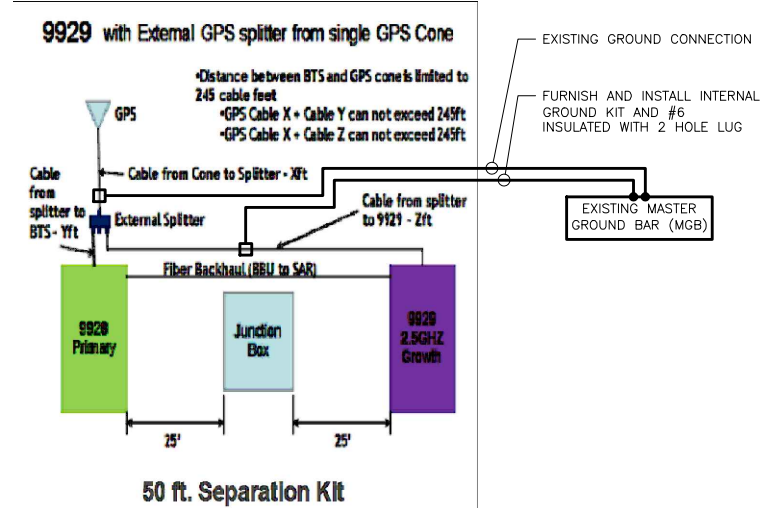 9929 with External GPS splitter from single GPS Cone
•Distance between BTS and GPS cone is limited to
245 cable feet
•GPS Cable X + Cable Y can not exceed 245ft
•GPS Cable X + Cable Z can not exceed 245ft
EXISTING GROUND CONNECTION
FURNISH AND INSTALL INTERNAL
GROUND KIT AND #6
INSULATED WITH 2 HOLE LUG
GPS
Cable from Cone to Splitter - Xft
Cable
from
splitter to
BTS - Yft
External Splitter
Cable from splitter
to 9929 - Zft
EXISTING MASTER
GROUND BAR (MGB)
Fiber Backhaul (BBU to SAR)
9928
Primary
Junction
Box
9929
2.5GHZ
Growth
25'
25'
50 ft. Separation Kit